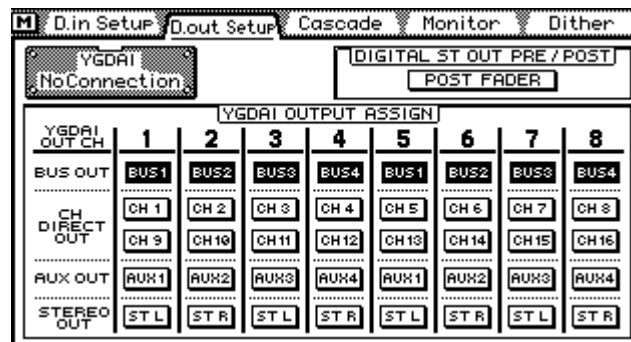 M D.in Setup D.out Setup Cascade Monitor Dither
YGDAI
NoConnection
DIGITAL ST OUT PRE/POST
POST FADER
YGDAI OUTPUT ASSIGN
YGDAI
OUT CH 1 2 3 4 5 6 7 8
BUS OUT BUS1 BUS2 BUS3 BUS4 BUS1 BUS2 BUS3 BUS4
CH
DIRECT
OUT
CH 1 CH 2 CH 3 CH 4 CH 5 CH 6 CH 7 CH 8
CH 9 CH10 CH11 CH12 CH13 CH14 CH15 CH16
AUX OUT AUX1 AUX2 AUX3 AUX4 AUX1 AUX2 AUX3 AUX4
STEREO
OUT ST L ST R ST L ST R ST L ST R ST L ST R